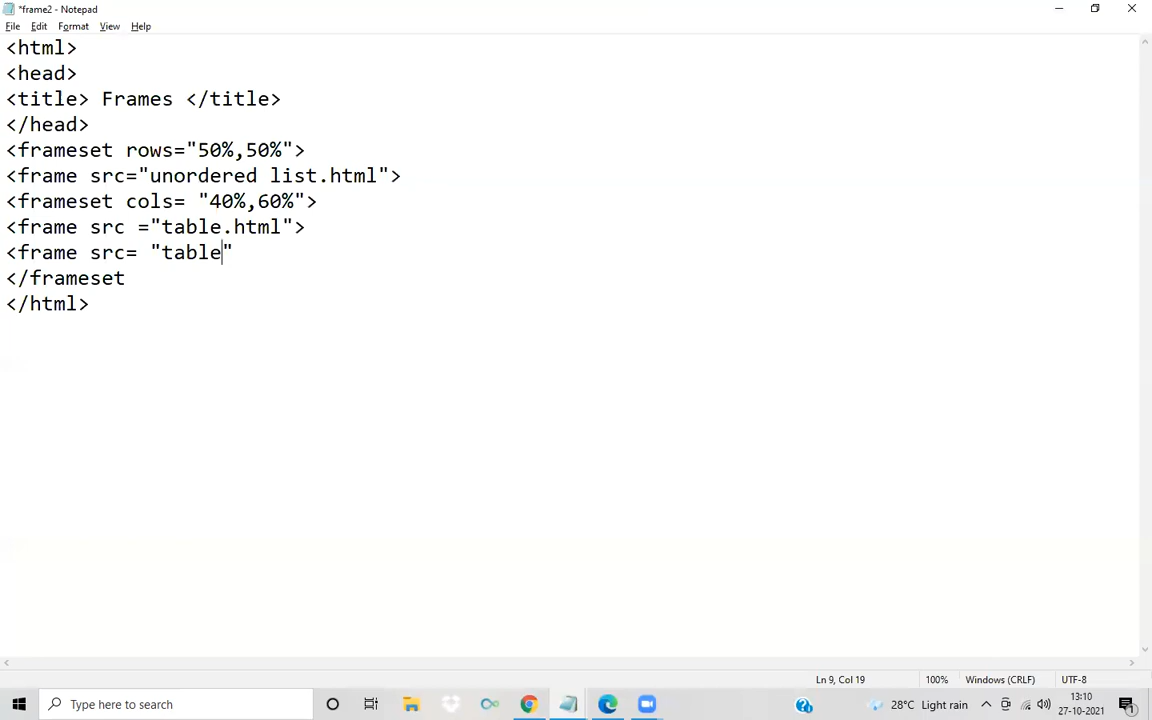 *frame2 - Notepad
File Edit Format View Help
<html>
<head>
<title> Frames </title>
</head>
<frameset rows="50%,50%">
<frame src="unordered list.html">
<frameset cols= "40%,60%">
<frame src ="table.html">
<frame src= "table"
</frameset
</html>
Ln 9, Col 19
100%
Windows (CRLF)
UTF-8
Type here to search
28°C Light rain
13:10
27-10-2021
1